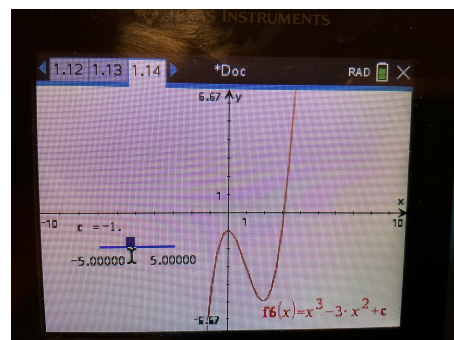 TEXAS INSTRUMENTS
1.12 1.13 1.14 *Doc RAD
6.67 y
1
x
-10 1 10
c =-1.
-5.00000 5.00000
-6.67
f6(x)=x³-3·x²+c